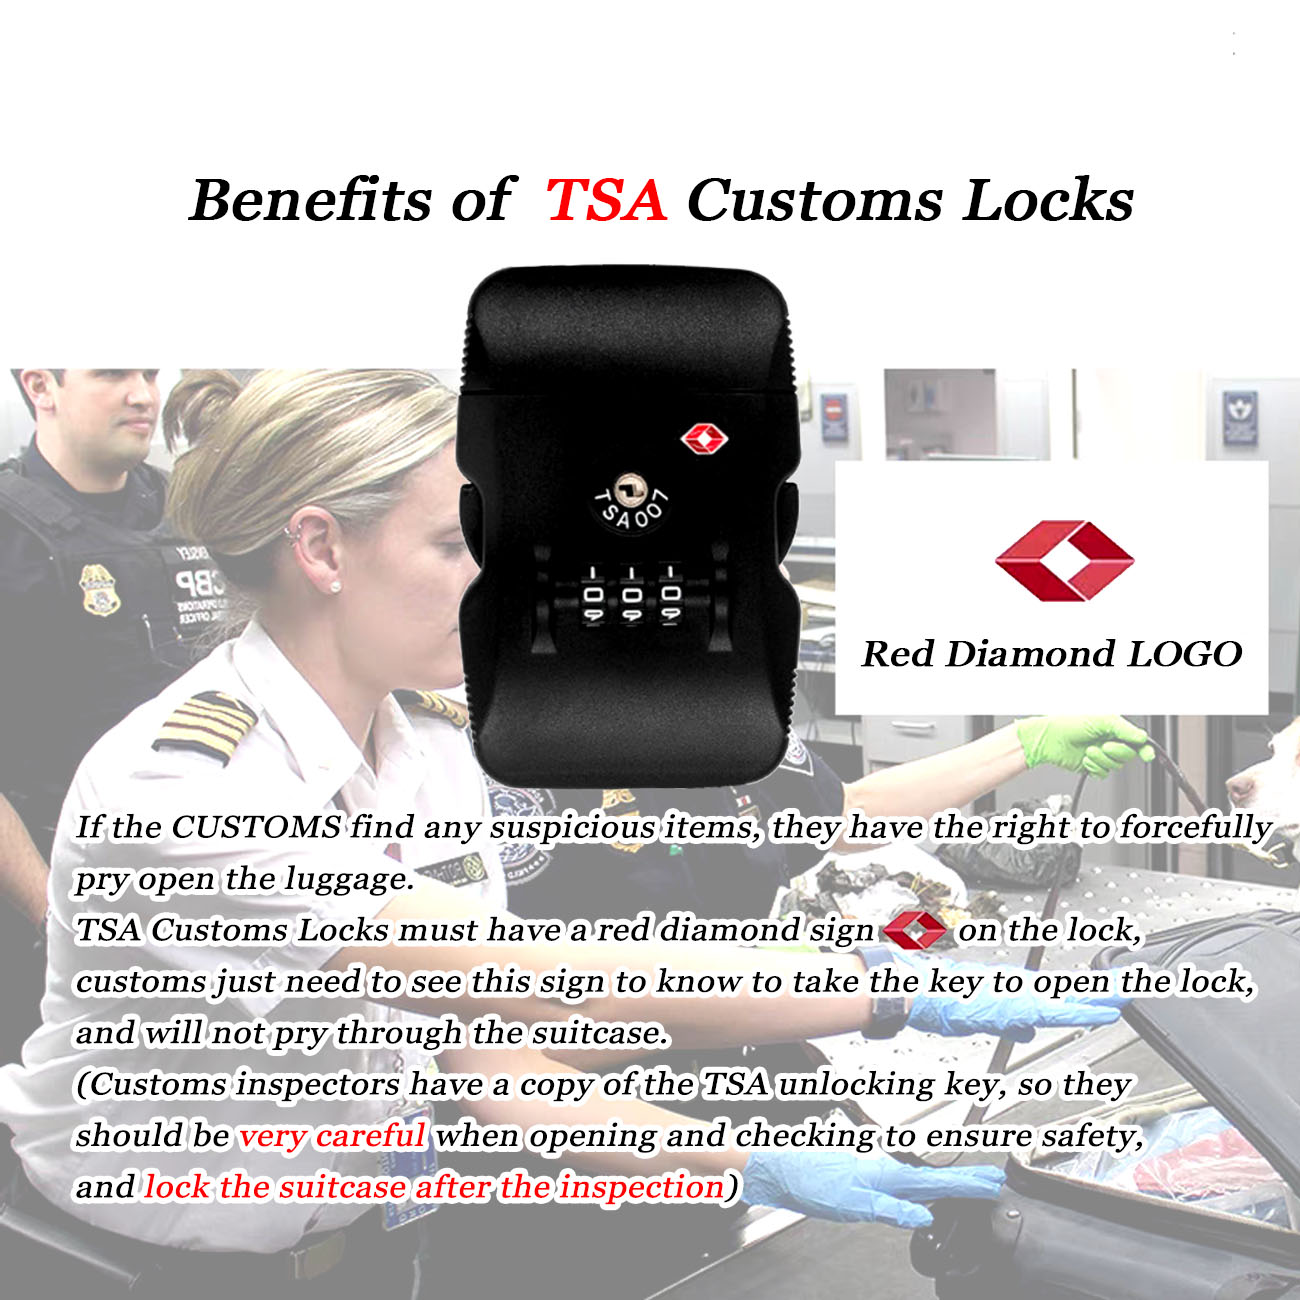 Benefits of TSA Customs Locks
TSA007
000
CBP
Red Diamond LOGO
If the CUSTOMS find any suspicious items, they have the right to forcefully
pry open the luggage.
TSA Customs Locks must have a red diamond sign on the lock,
customs just need to see this sign to know to take the key to open the lock,
and will not pry through the suitcase.
(Customs inspectors have a copy of the TSA unlocking key, so they
should be very careful when opening and checking to ensure safety,
and lock the suitcase after the inspection)